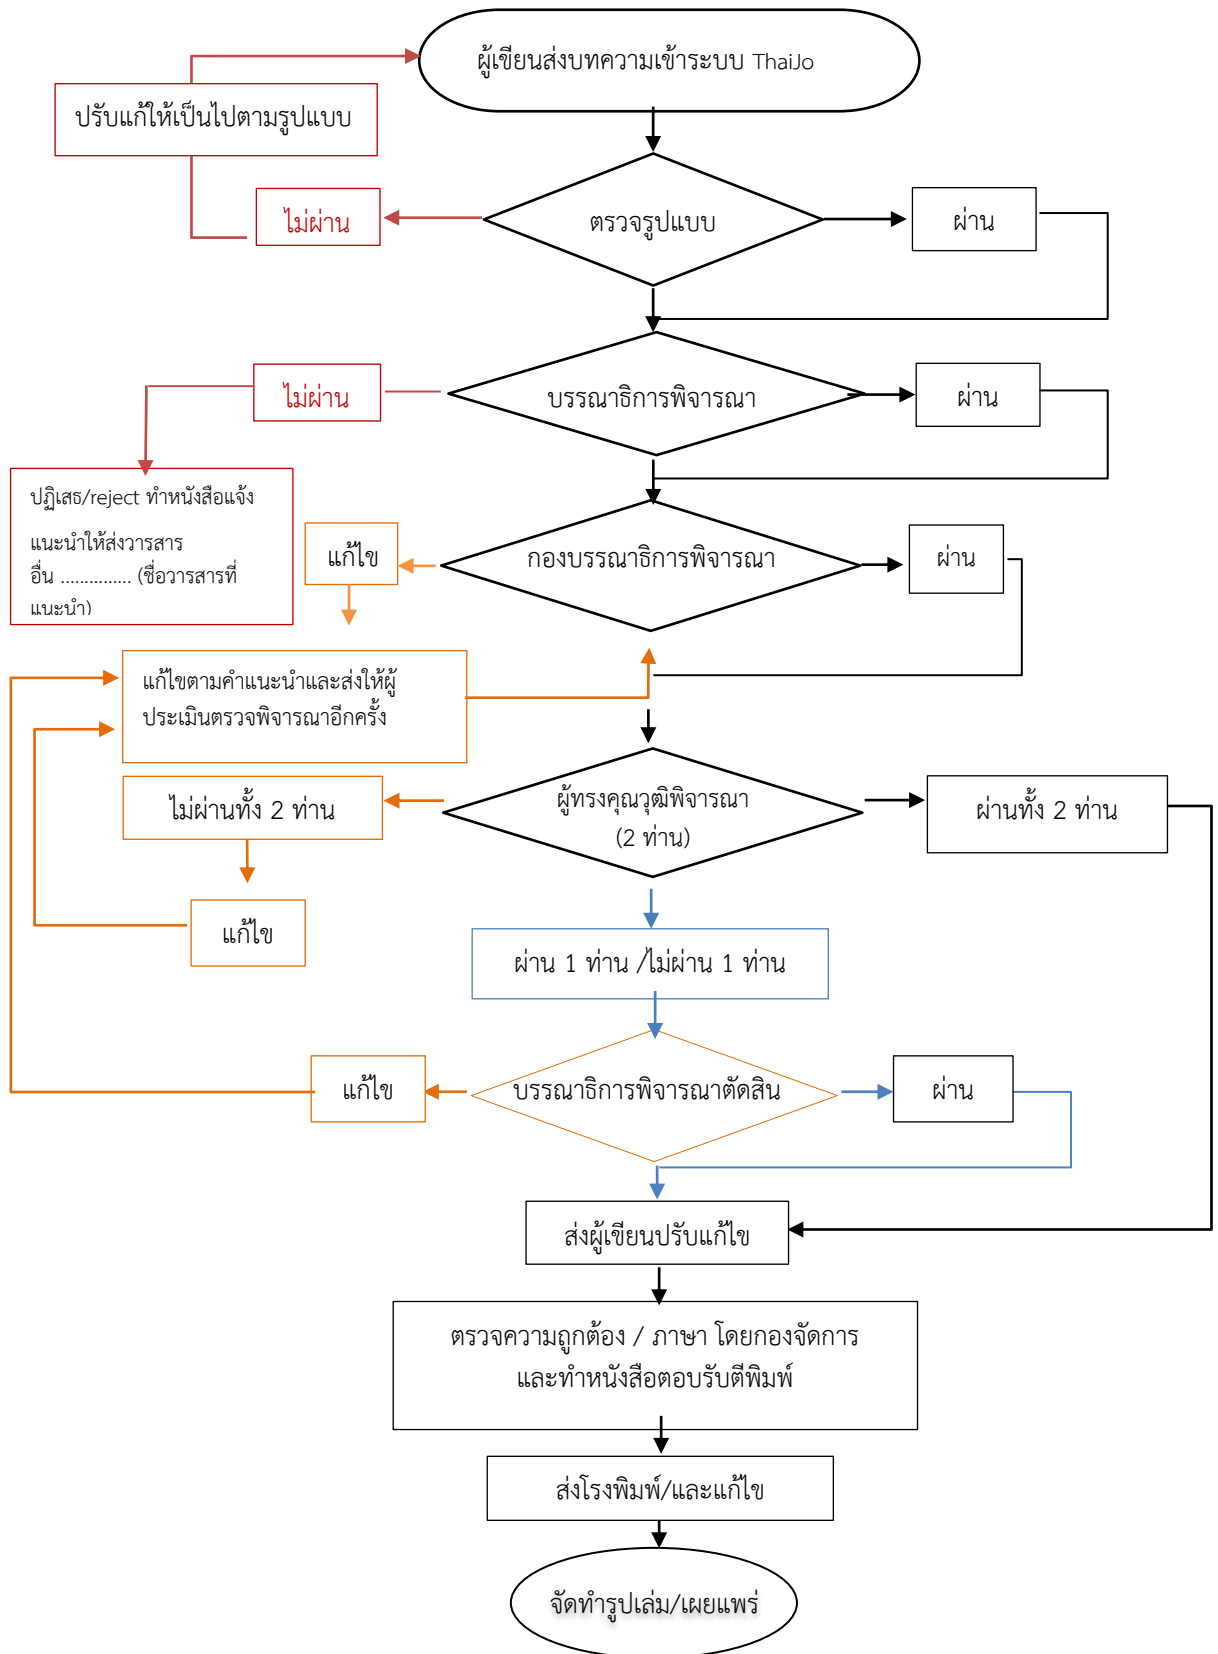 ผู้เขียนส่งบทความเข้าระบบ ThaiJo
ปรับแก้ให้เป็นไปตามรูปแบบ
ไม่ผ่าน
ตรวจรูปแบบ
ผ่าน
ไม่ผ่าน
บรรณาธิการพิจารณา
ผ่าน
ปฏิเสธ/reject ทำหนังสือแจ้ง
แนะนำให้ส่งวารสาร
อื่น ............... (ชื่อวารสารที่
แนะนำ)
แก้ไข
กองบรรณาธิการพิจารณา
ผ่าน
แก้ไขตามคำแนะนำและส่งให้ผู้
ประเมินตรวจพิจารณาอีกครั้ง
ไม่ผ่านทั้ง 2 ท่าน
ผู้ทรงคุณวุฒิพิจารณา
(2 ท่าน)
ผ่านทั้ง 2 ท่าน
แก้ไข
ผ่าน 1 ท่าน /ไม่ผ่าน 1 ท่าน
แก้ไข
บรรณาธิการพิจารณาตัดสิน
ผ่าน
ส่งผู้เขียนปรับแก้ไข
ตรวจความถูกต้อง / ภาษา โดยกองจัดการ
และทำหนังสือตอบรับตีพิมพ์
ส่งโรงพิมพ์/และแก้ไข
จัดทำรูปเล่ม/เผยแพร่